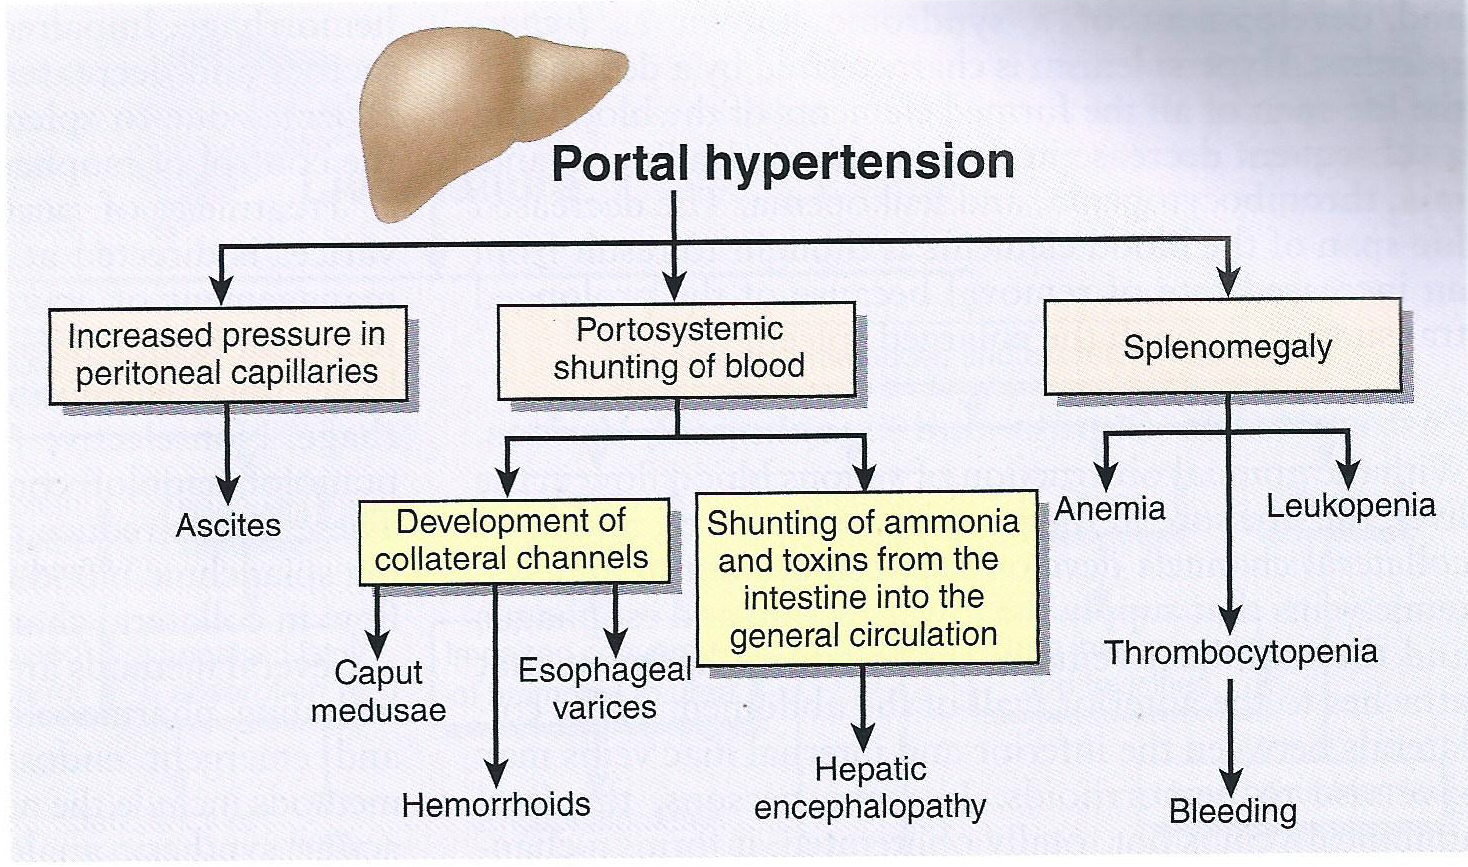 Portal hypertension
Increased pressure in
peritoneal capillaries
Ascites
Portosystemic
shunting of blood
Development of
collateral channels
Caput
medusae
Hemorrhoids
Esophageal
varices
Shunting of ammonia
and toxins from the
intestine into the
general circulation
Hepatic
encephalopathy
Splenomegaly
Anemia
Leukopenia
Thrombocytopenia
Bleeding